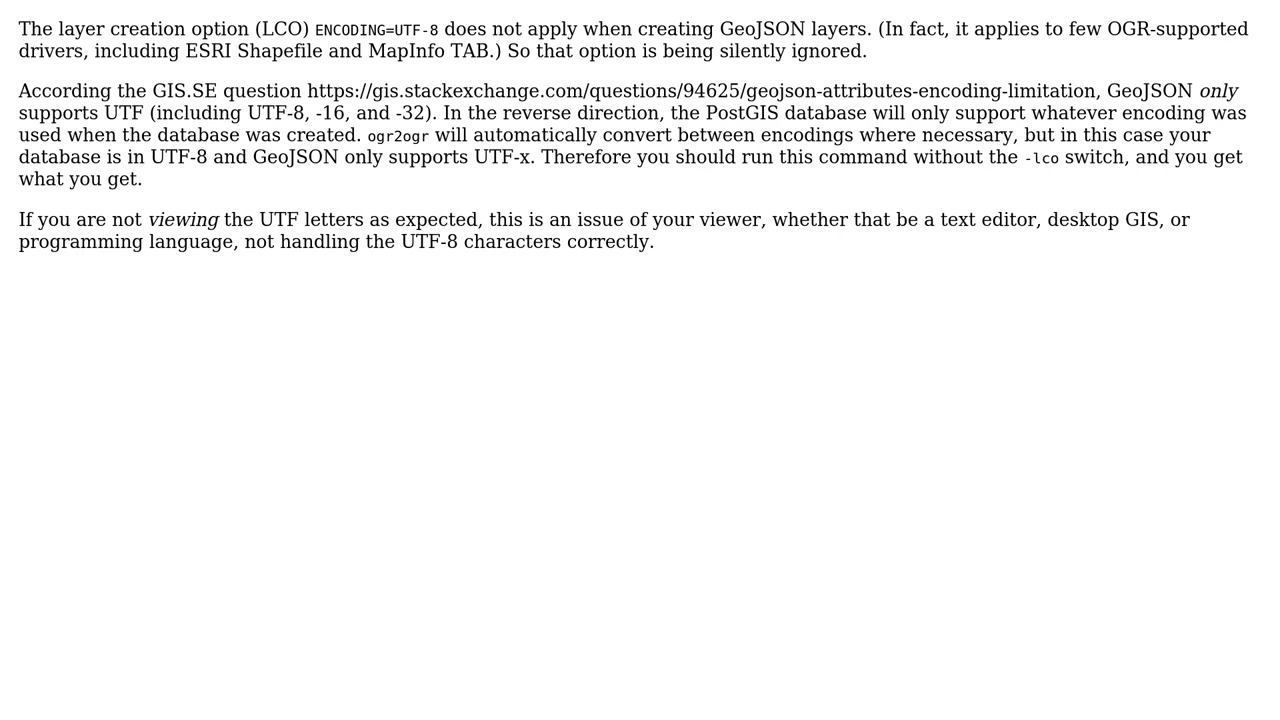 The layer creation option (LCO) ENCODING=UTF-8 does not apply when creating GeoJSON layers. (In fact, it applies to few OGR-supported
drivers, including ESRI Shapefile and MapInfo TAB.) So that option is being silently ignored.
According the GIS.SE question https://gis.stackexchange.com/questions/94625/geojson-attributes-encoding-limitation, GeoJSON only
supports UTF (including UTF-8, -16, and -32). In the reverse direction, the PostGIS database will only support whatever encoding was
used when the database was created. ogr2ogr will automatically convert between encodings where necessary, but in this case your
database is in UTF-8 and GeoJSON only supports UTF-x. Therefore you should run this command without the -lco switch, and you get
what you get.
If you are not viewing the UTF letters as expected, this is an issue of your viewer, whether that be a text editor, desktop GIS, or
programming language, not handling the UTF-8 characters correctly.